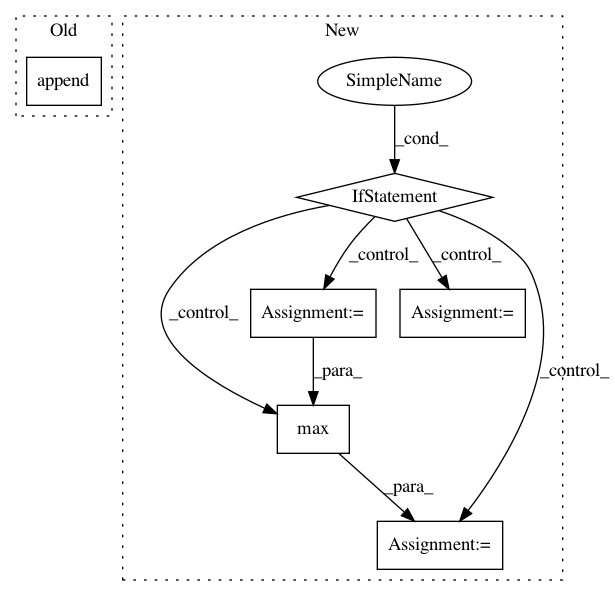 Old
New
append
SimpleName
_cond_
IfStatement
_control_
_control_
_control_
_control_
Assignment:=
Assignment:=
_para_
max
_para_
Assignment:=